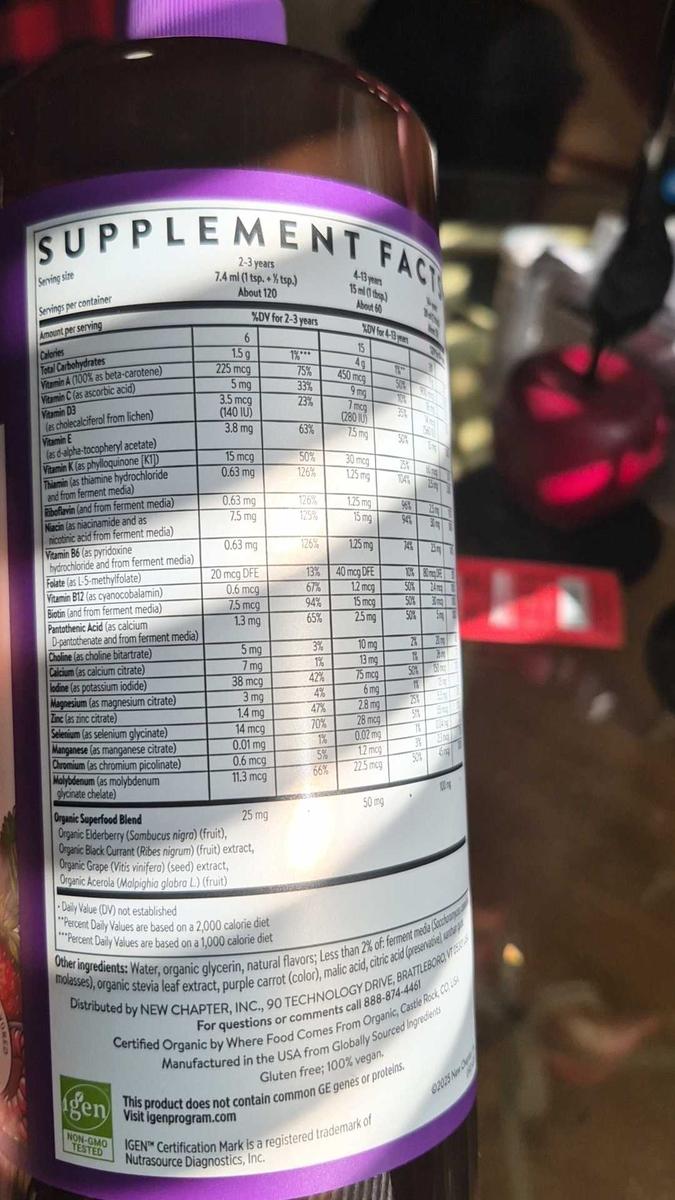 SUPPLEMENT FACTS
2-3 years 4-13 years
Serving size 7.4 ml (1 tsp. + ½ tsp.) 15 ml (1 tbsp.)
Servings per container About 120 About 60
Amount per serving %DV for 2-3 years %DV for 4-13 years
Calories 6 15
Total Carbohydrates 1.5 g 1%*** 4 g 1%**
Vitamin A (100% as beta-carotene) 225 mcg 75% 450 mcg 50%
Vitamin C (as ascorbic acid) 5 mg 33% 9 mg 10%
Vitamin D3 3.5 mcg 23% 7 mcg 35%
(as cholecalciferol from lichen) (140 IU) (280 IU)
Vitamin E 3.8 mg 63% 7.5 mg 50%
(as d-alpha-tocopheryl acetate)
Vitamin K (as phylloquinone [K1]) 15 mcg 50% 30 mcg 25%
Thiamin (as thiamine hydrochloride 0.63 mg 126% 1.25 mg 104%
and from ferment media)
Riboflavin (and from ferment media) 0.63 mg 126% 1.25 mg 96%
Niacin (as niacinamide and as 7.5 mg 125% 15 mg 94%
nicotinic acid from ferment media)
Vitamin B6 (as pyridoxine 0.63 mg 126% 1.25 mg 74%
hydrochloride and from ferment media)
Folate (as L-5-methylfolate) 20 mcg DFE 13% 40 mcg DFE 10% 80 mcg DFE
Vitamin B12 (as cyanocobalamin) 0.6 mcg 67% 1.2 mcg 50% 2.4 mcg
Biotin (and from ferment media) 7.5 mcg 94% 15 mcg 50% 30 mcg
Pantothenic Acid (as calcium 1.3 mg 65% 2.5 mg 50% 5 mg
D-pantothenate and from ferment media)
Choline (as choline bitartrate) 5 mg 3% 10 mg 2% 20 mg
Calcium (as calcium citrate) 7 mg 1% 13 mg 1%
Iodine (as potassium iodide) 38 mcg 42% 75 mcg 50%
Magnesium (as magnesium citrate) 3 mg 4% 6 mg 1%
Zinc (as zinc citrate) 1.4 mg 47% 2.8 mg 25%
Selenium (as selenium glycinate) 14 mcg 70% 28 mcg 51%
Manganese (as manganese citrate) 0.01 mg 1% 0.02 mg 1%
Chromium (as chromium picolinate) 0.6 mcg 5% 1.2 mcg 3%
Molybdenum (as molybdenum 11.3 mcg 66% 22.5 mcg 50%
glycinate chelate)
Organic Superfood Blend 25 mg 50 mg 100 mg
Organic Elderberry (Sambucus nigra) (fruit),
Organic Black Currant (Ribes nigrum) (fruit) extract,
Organic Grape (Vitis vinifera) (seed) extract,
Organic Acerola (Malpighia glabra L.) (fruit)
• Daily Value (DV) not established
**Percent Daily Values are based on a 2,000 calorie diet
***Percent Daily Values are based on a 1,000 calorie diet
Other ingredients: Water, organic glycerin, natural flavors; Less than 2% of: ferment media (Saccharomyces
molasses), organic stevia leaf extract, purple carrot (color), malic acid, citric acid (preservative), xanthan gum
Distributed by NEW CHAPTER, INC., 90 TECHNOLOGY DRIVE, BRATTLEBORO, VT
For questions or comments call 888-874-4461
Certified Organic by Where Food Comes From Organic, Castle Rock, CO, USA
Manufactured in the USA from Globally Sourced Ingredients
Gluten free; 100% vegan.
This product does not contain common GE genes or proteins.
Visit igenprogram.com
©2025 New
igen
NON-GMO
TESTED
IGEN™ Certification Mark is a registered trademark of
Nutrasource Diagnostics, Inc.